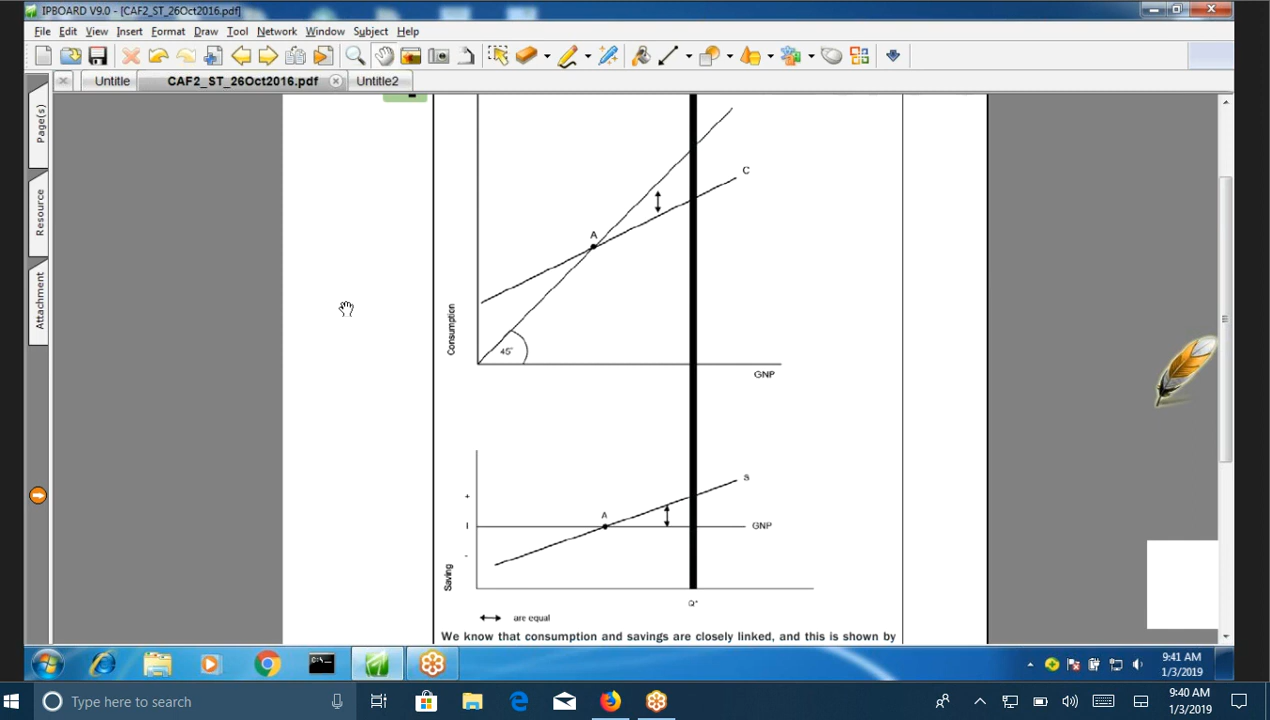 IPBOARD V9.0 - [CAF2_ST_26Oct2016.pdf]
File Edit View Insert Format Draw Tool Network Window Subject Help
Untitle CAF2_ST_26Oct2016.pdf Untitle2
Page(s)
Resource
Attachment
C
A
Consumption
45°
GNP
S
+
A
I
GNP
-
Saving
Q*
are equal
We know that consumption and savings are closely linked, and this is shown by
9:41 AM
1/3/2019
Type here to search
9:40 AM
1/3/2019